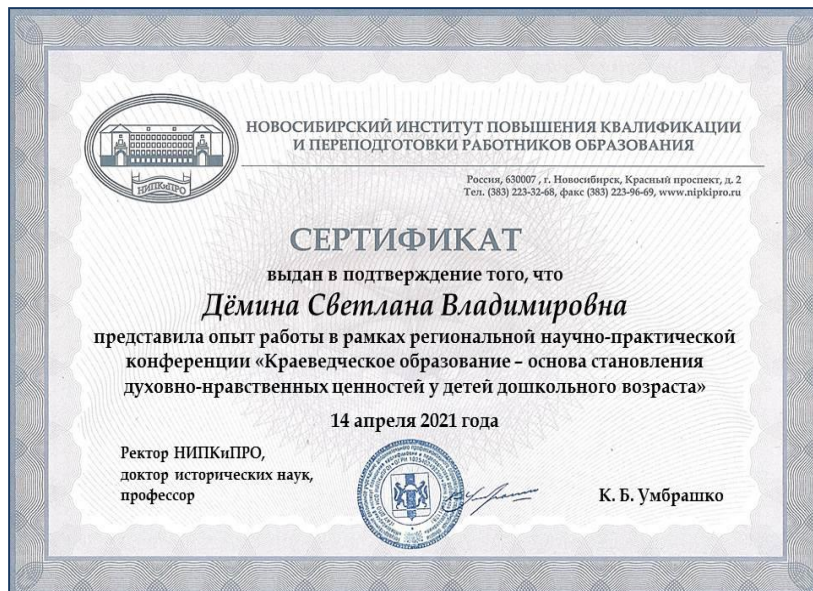 НОВОСИБИРСКИЙ ИНСТИТУТ ПОВЫШЕНИЯ КВАЛИФИКАЦИИ
И ПЕРЕПОДГОТОВКИ РАБОТНИКОВ ОБРАЗОВАНИЯ
НИПКиПРО
Россия, 630007 , г. Новосибирск, Красный проспект, д. 2
Тел. (383) 223-32-68, факс (383) 223-96-69, www.nipkipro.ru
СЕРТИФИКАТ
выдан в подтверждение того, что
Дёмина Светлана Владимировна
представила опыт работы в рамках региональной научно-практической
конференции «Краеведческое образование – основа становления
духовно-нравственных ценностей у детей дошкольного возраста»
14 апреля 2021 года
Ректор НИПКиПРО,
доктор исторических наук,
профессор
К. Б. Умбрашко